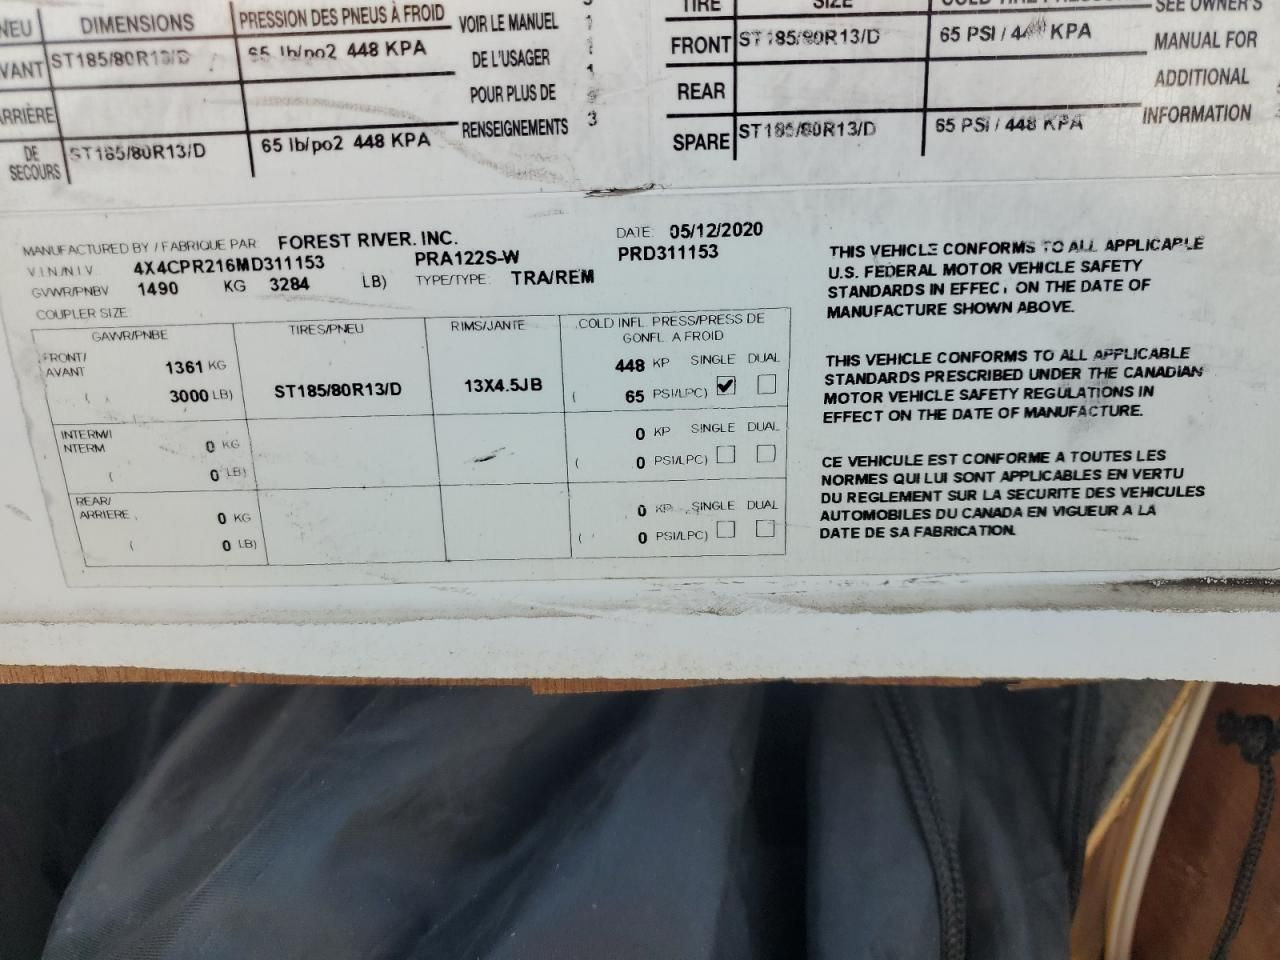 NEU DIMENSIONS PRESSION DES PNEUS À FROID VOIR LE MANUEL
VANT ST185/80R13/D 65 lb/po2 448 KPA DE L'USAGER
ARRIÈRE POUR PLUS DE
DE SECOURS ST185/80R13/D 65 lb/po2 448 KPA RENSEIGNEMENTS 3
TIRE SIZE SEE OWNER'S
FRONT ST185/80R13/D 65 PSI / 448 KPA MANUAL FOR
REAR ADDITIONAL
SPARE ST185/80R13/D 65 PSI / 448 KPA INFORMATION
MANUFACTURED BY / FABRIQUE PAR: FOREST RIVER. INC. DATE: 05/12/2020
V.I.N./N.I.V. 4X4CPR216MD311153 PRA122S-W PRD311153
GVWR/PNBV 1490 KG 3284 LB) TYPE/TYPE: TRA/REM
COUPLER SIZE
GAWR/PNBE TIRES/PNEU RIMS/JANTE COLD INFL. PRESS/PRESS DE
GONFL. A FROID
FRONT/
AVANT 1361 KG 448 KP SINGLE DUAL
( 3000 LB) ST185/80R13/D 13X4.5JB ( 65 PSI/LPC) ✔
INTERM/
NTERM 0 KG 0 KP SINGLE DUAL
( 0 LB) ( 0 PSI/LPC)
REAR/
ARRIERE 0 KG 0 KP SINGLE DUAL
( 0 LB) ( 0 PSI/LPC)
THIS VEHICLE CONFORMS TO ALL APPLICABLE
U.S. FEDERAL MOTOR VEHICLE SAFETY
STANDARDS IN EFFECT ON THE DATE OF
MANUFACTURE SHOWN ABOVE.
THIS VEHICLE CONFORMS TO ALL APPLICABLE
STANDARDS PRESCRIBED UNDER THE CANADIAN
MOTOR VEHICLE SAFETY REGULATIONS IN
EFFECT ON THE DATE OF MANUFACTURE.
CE VEHICULE EST CONFORME A TOUTES LES
NORMES QUI LUI SONT APPLICABLES EN VERTU
DU REGLEMENT SUR LA SECURITE DES VEHICULES
AUTOMOBILES DU CANADA EN VIGUEUR A LA
DATE DE SA FABRICATION.